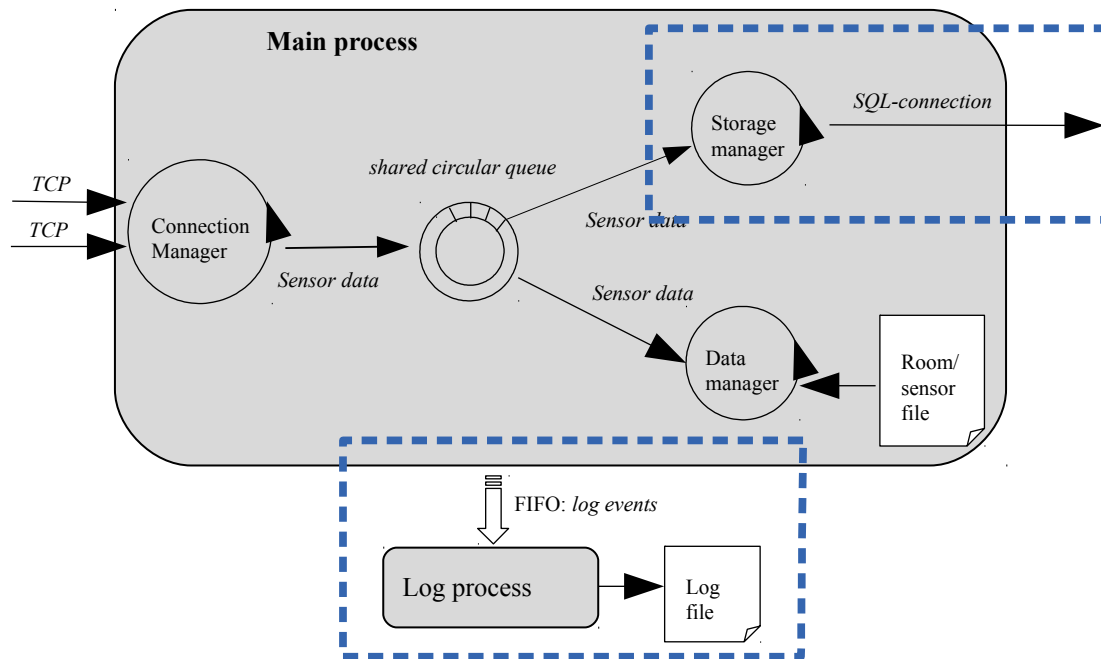 Main process
SQL-connection
Storage
manager
shared circular queue
TCP
TCP
Connection
Manager
Sensor data
Sensor data
Sensor data
Data
manager
Room/
sensor
file
FIFO: log events
Log process
Log
file